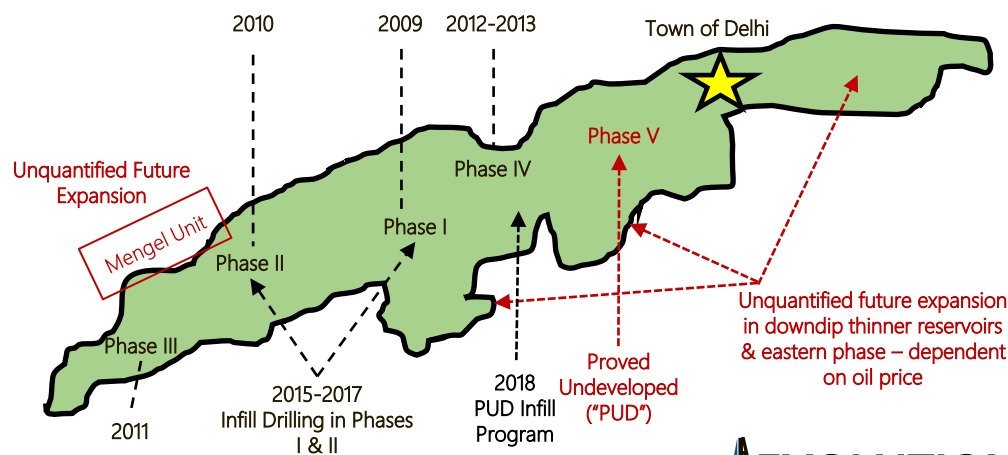 2010
2009
2012-2013
Town of Delhi
Unquantified Future
Expansion
Mengel Unit
Phase V
Phase IV
Phase I
Phase II
Phase III
2011
2015-2017
Infill Drilling in Phases
I & II
2018
PUD Infill
Program
Proved
Undeveloped
("PUD")
Unquantified future expansion
in downdip thinner reservoirs
& eastern phase – dependent
on oil price